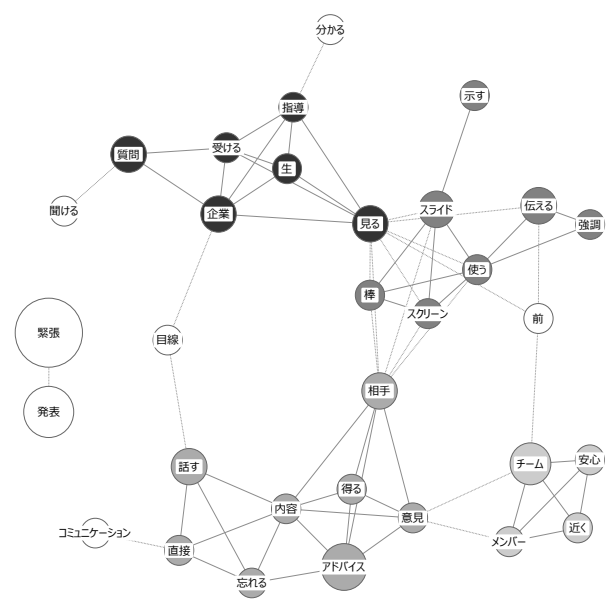 分かる
示す
指導
受ける
質問
生
聞ける
企業
見る
スライド
伝える
強調
使う
棒
スクリーン
前
緊張
目線
発表
相手
話す
チーム
安心
得る
内容
意見
近く
コミュニケーション
直接
メンバー
アドバイス
忘れる